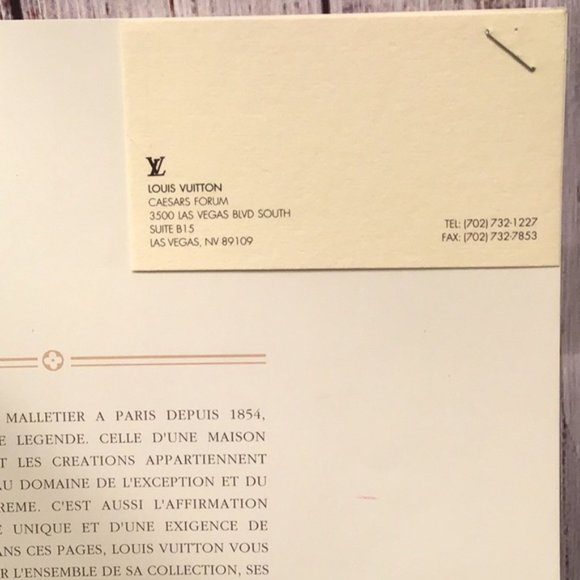 LV
LOUIS VUITTON
CAESARS FORUM
3500 LAS VEGAS BLVD SOUTH
SUITE B15
LAS VEGAS, NV 89109
TEL: (702) 732-1227
FAX: (702) 732-7853
MALLETIER A PARIS DEPUIS 1854,
E LEGENDE. CELLE D'UNE MAISON
T LES CREATIONS APPARTIENNENT
AU DOMAINE DE L'EXCEPTION ET DU
REME. C'EST AUSSI L'AFFIRMATION
E UNIQUE ET D'UNE EXIGENCE DE
ANS CES PAGES, LOUIS VUITTON VOUS
R L'ENSEMBLE DE SA COLLECTION, SES